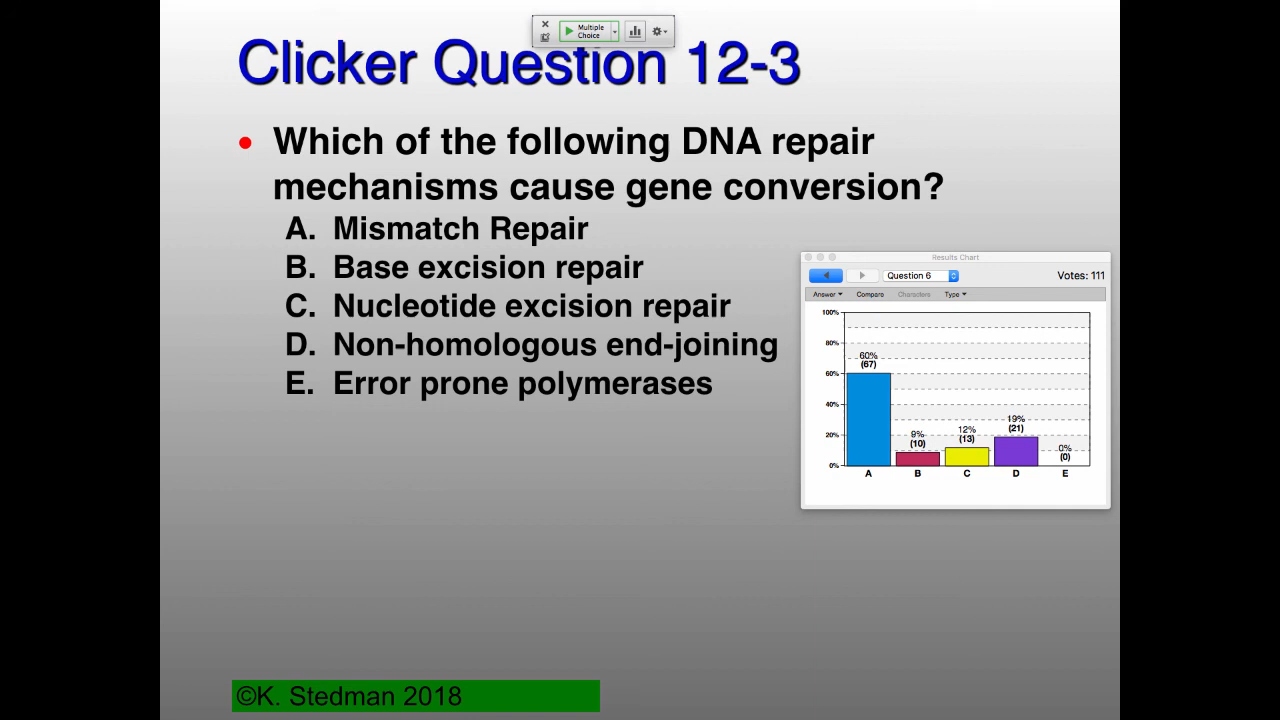 Multiple
Choice
Clicker Question 12-3
• Which of the following DNA repair
mechanisms cause gene conversion?
A. Mismatch Repair
B. Base excision repair
C. Nucleotide excision repair
D. Non-homologous end-joining
E. Error prone polymerases
Results Chart
Question 6
Votes: 111
Answer Compare Characters Type
100%
80%
60%
40%
20%
0%
60%
(67)
9%
(10)
12%
(13)
19%
(21)
0%
(0)
A B C D E
©K. Stedman 2018